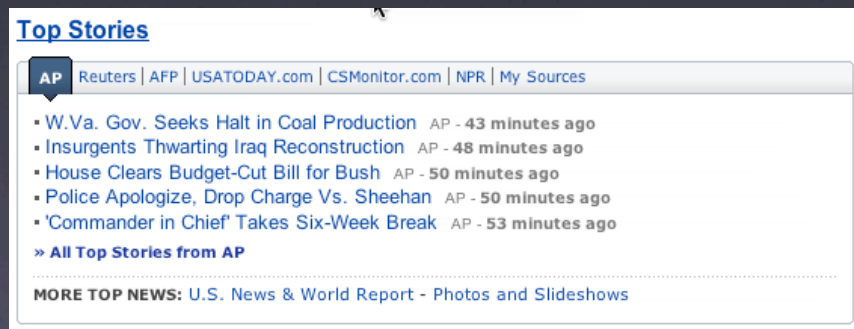 Top Stories
AP Reuters | AFP | USATODAY.com | CSMonitor.com | NPR | My Sources
▪ W.Va. Gov. Seeks Halt in Coal Production AP - 43 minutes ago
▪ Insurgents Thwarting Iraq Reconstruction AP - 48 minutes ago
▪ House Clears Budget-Cut Bill for Bush AP - 50 minutes ago
▪ Police Apologize, Drop Charge Vs. Sheehan AP - 50 minutes ago
▪ 'Commander in Chief' Takes Six-Week Break AP - 53 minutes ago
» All Top Stories from AP
MORE TOP NEWS: U.S. News & World Report - Photos and Slideshows